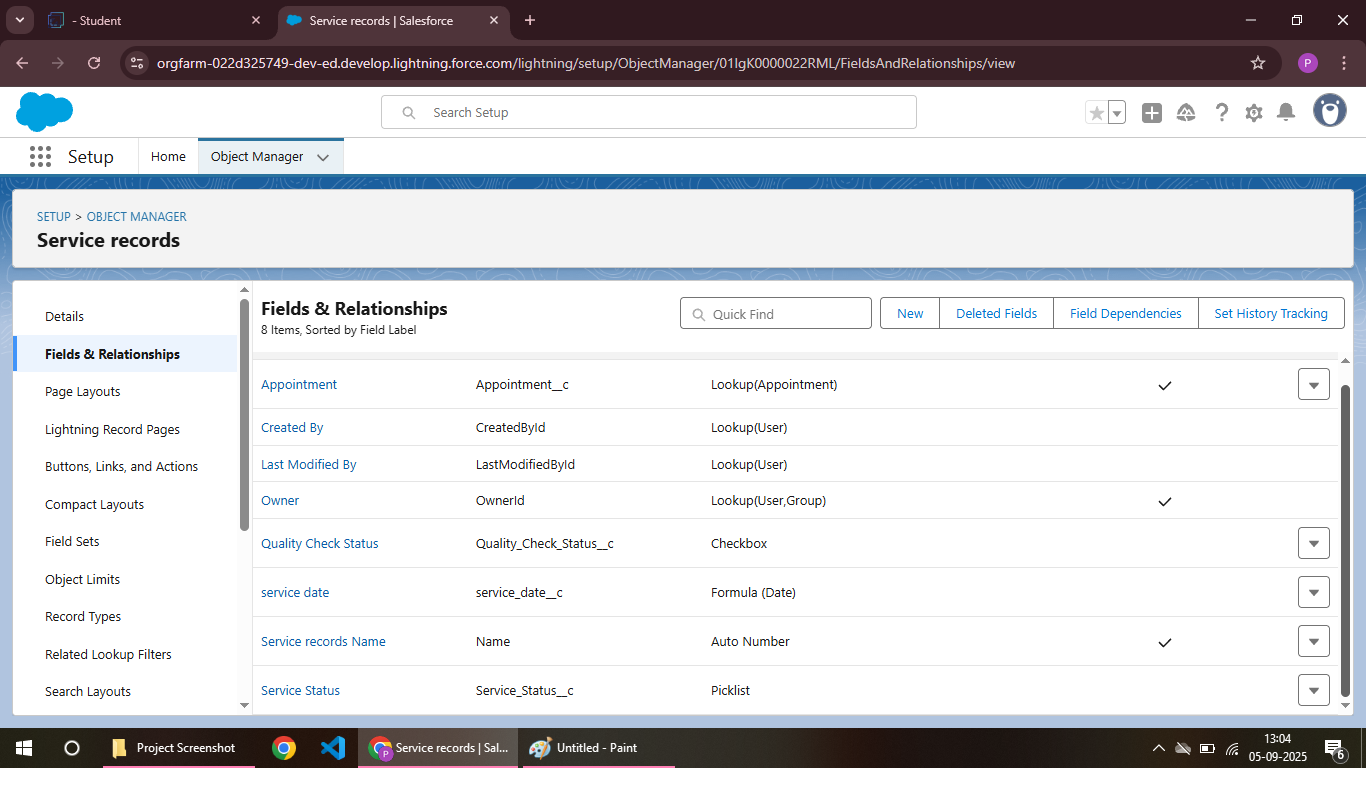 - Student
Service records | Salesforce
orgfarm-022d325749-dev-ed.develop.lightning.force.com/lightning/setup/ObjectManager/01IgK0000022RML/FieldsAndRelationships/view
P
Search Setup
Setup
Home
Object Manager
SETUP > OBJECT MANAGER
Service records
Details
Fields & Relationships
Page Layouts
Lightning Record Pages
Buttons, Links, and Actions
Compact Layouts
Field Sets
Object Limits
Record Types
Related Lookup Filters
Search Layouts
Fields & Relationships
8 Items, Sorted by Field Label
Quick Find
New
Deleted Fields
Field Dependencies
Set History Tracking
Appointment Appointment__c Lookup(Appointment)
Created By CreatedById Lookup(User)
Last Modified By LastModifiedById Lookup(User)
Owner OwnerId Lookup(User,Group)
Quality Check Status Quality_Check_Status__c Checkbox
service date service_date__c Formula (Date)
Service records Name Name Auto Number
Service Status Service_Status__c Picklist
Project Screenshot
P
Service records | Sal...
Untitled - Paint
13:04
05-09-2025
6